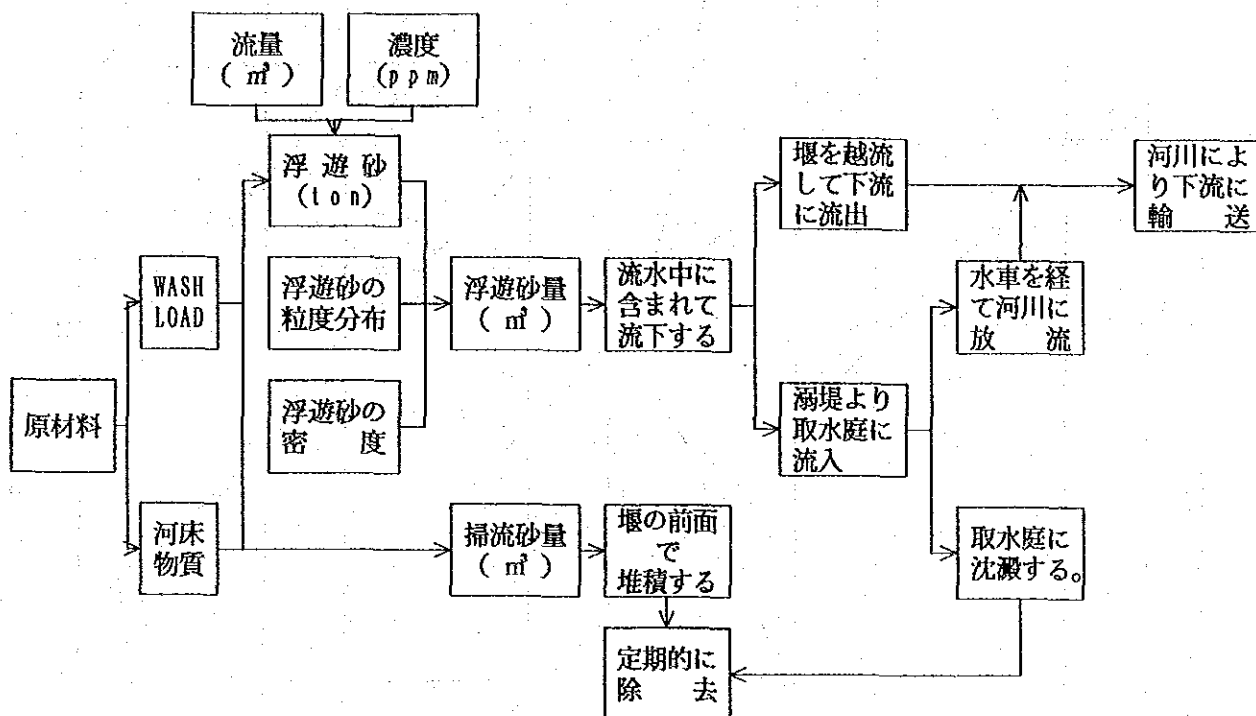 流量
( ㎥ )
濃度
(ppm)
浮 遊 砂
(ton)
堰を越流
して下流
に流出
河川によ
り下流に
輸 送
WASH
LOAD
浮遊砂の
粒度分布
浮遊砂量
( ㎥ )
流水中に
含まれて
流下する
水車を経
て河川に
放 流
原材料
浮遊砂の
密 度
溺堤より
取水庭に
流入
河床
物質
掃流砂量
( ㎥ )
堰の前面
で
堆積する
取水庭に
沈澱する。
定期的に
除 去